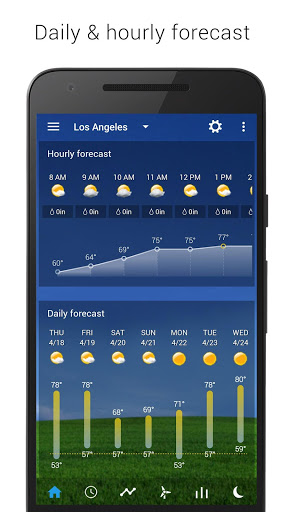 Daily & hourly forecast
Los Angeles
Hourly forecast
8 AM 9 AM 10 AM 11 AM 12 PM 1 PM 2
0in 0in 0in 0in 0in 0in
60° 64° 69° 75° 75° 77°
Daily forecast
THU FRI SAT SUN MON TUE WED
4/18 4/19 4/20 4/21 4/22 4/23 4/24
78° 78° 68° 69° 71° 78° 80°
53° 57° 57° 53°